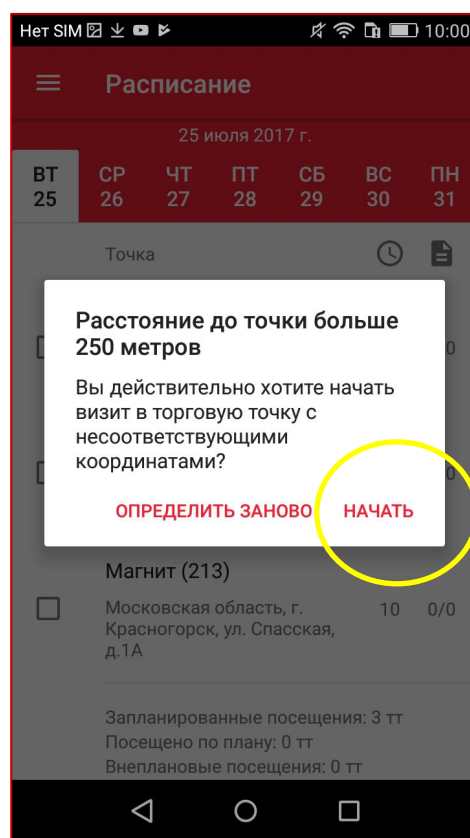 Нет SIM 10:00
Расписание
25 июля 2017 г.
ВТ СР ЧТ ПТ СБ ВС ПН
25 26 27 28 29 30 31
Точка
Расстояние до точки больше
250 метров
0
Вы действительно хотите начать
визит в торговую точку с
несоответствующими
координатами?
0
ОПРЕДЕЛИТЬ ЗАНОВО НАЧАТЬ
Магнит (213)
Московская область, г. 10 0/0
Красногорск, ул. Спасская,
д.1А
Запланированные посещения: 3 тт
Посещено по плану: 0 тт
Внеплановые посещения: 0 тт